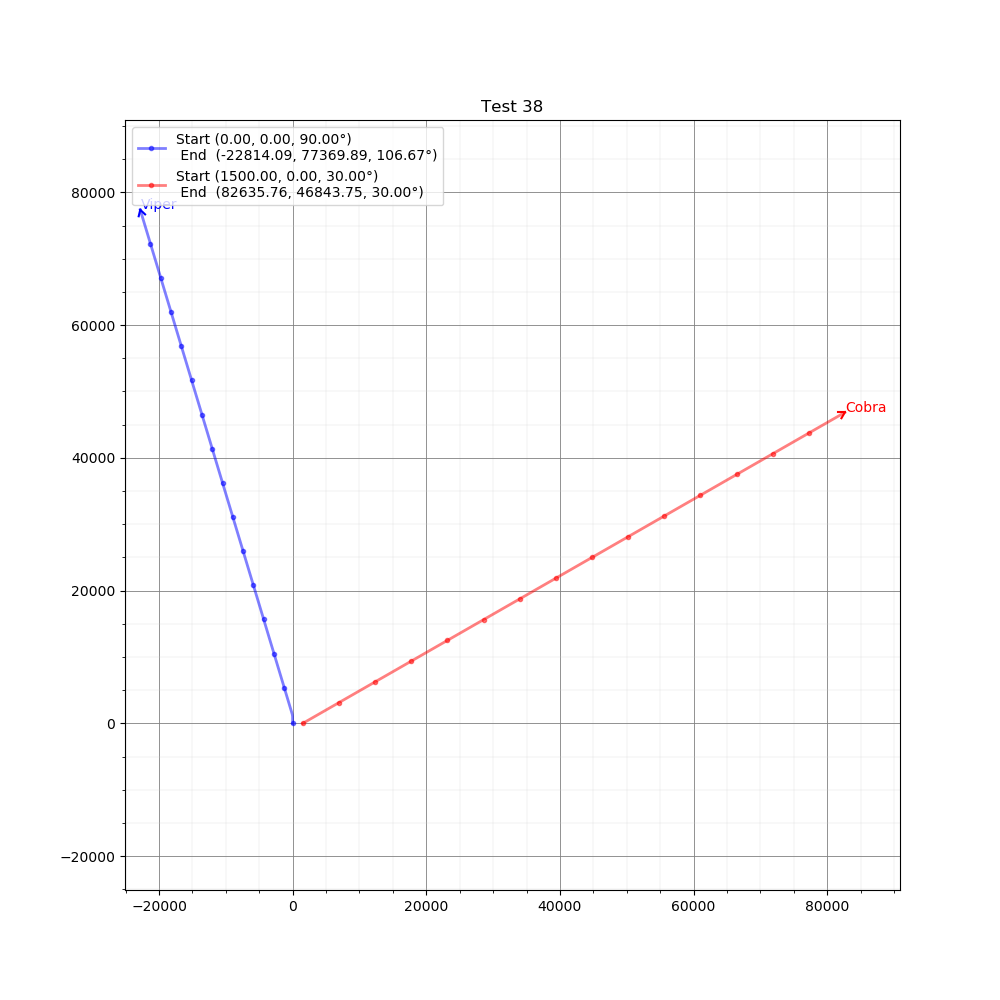 Test 38
Start (0.00, 0.00, 90.00°)
End  (-22814.09, 77369.89, 106.67°)
Start (1500.00, 0.00, 30.00°)
End  (82635.76, 46843.75, 30.00°)
80000
Viper
60000
Cobra
40000
20000
0
−20000
−20000 0 20000 40000 60000 80000